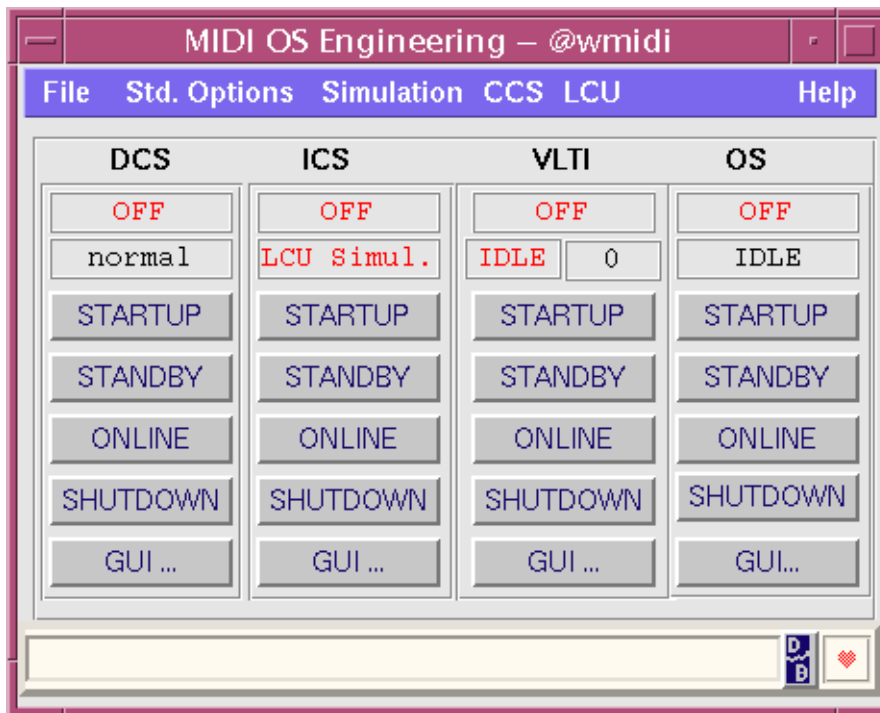 MIDI OS Engineering – @wmidi
File Std. Options Simulation CCS LCU Help
DCS ICS VLTI OS
OFF OFF OFF OFF
normal LCU Simul. IDLE 0 IDLE
STARTUP STARTUP STARTUP STARTUP
STANDBY STANDBY STANDBY STANDBY
ONLINE ONLINE ONLINE ONLINE
SHUTDOWN SHUTDOWN SHUTDOWN SHUTDOWN
GUI ... GUI ... GUI ... GUI...
D B